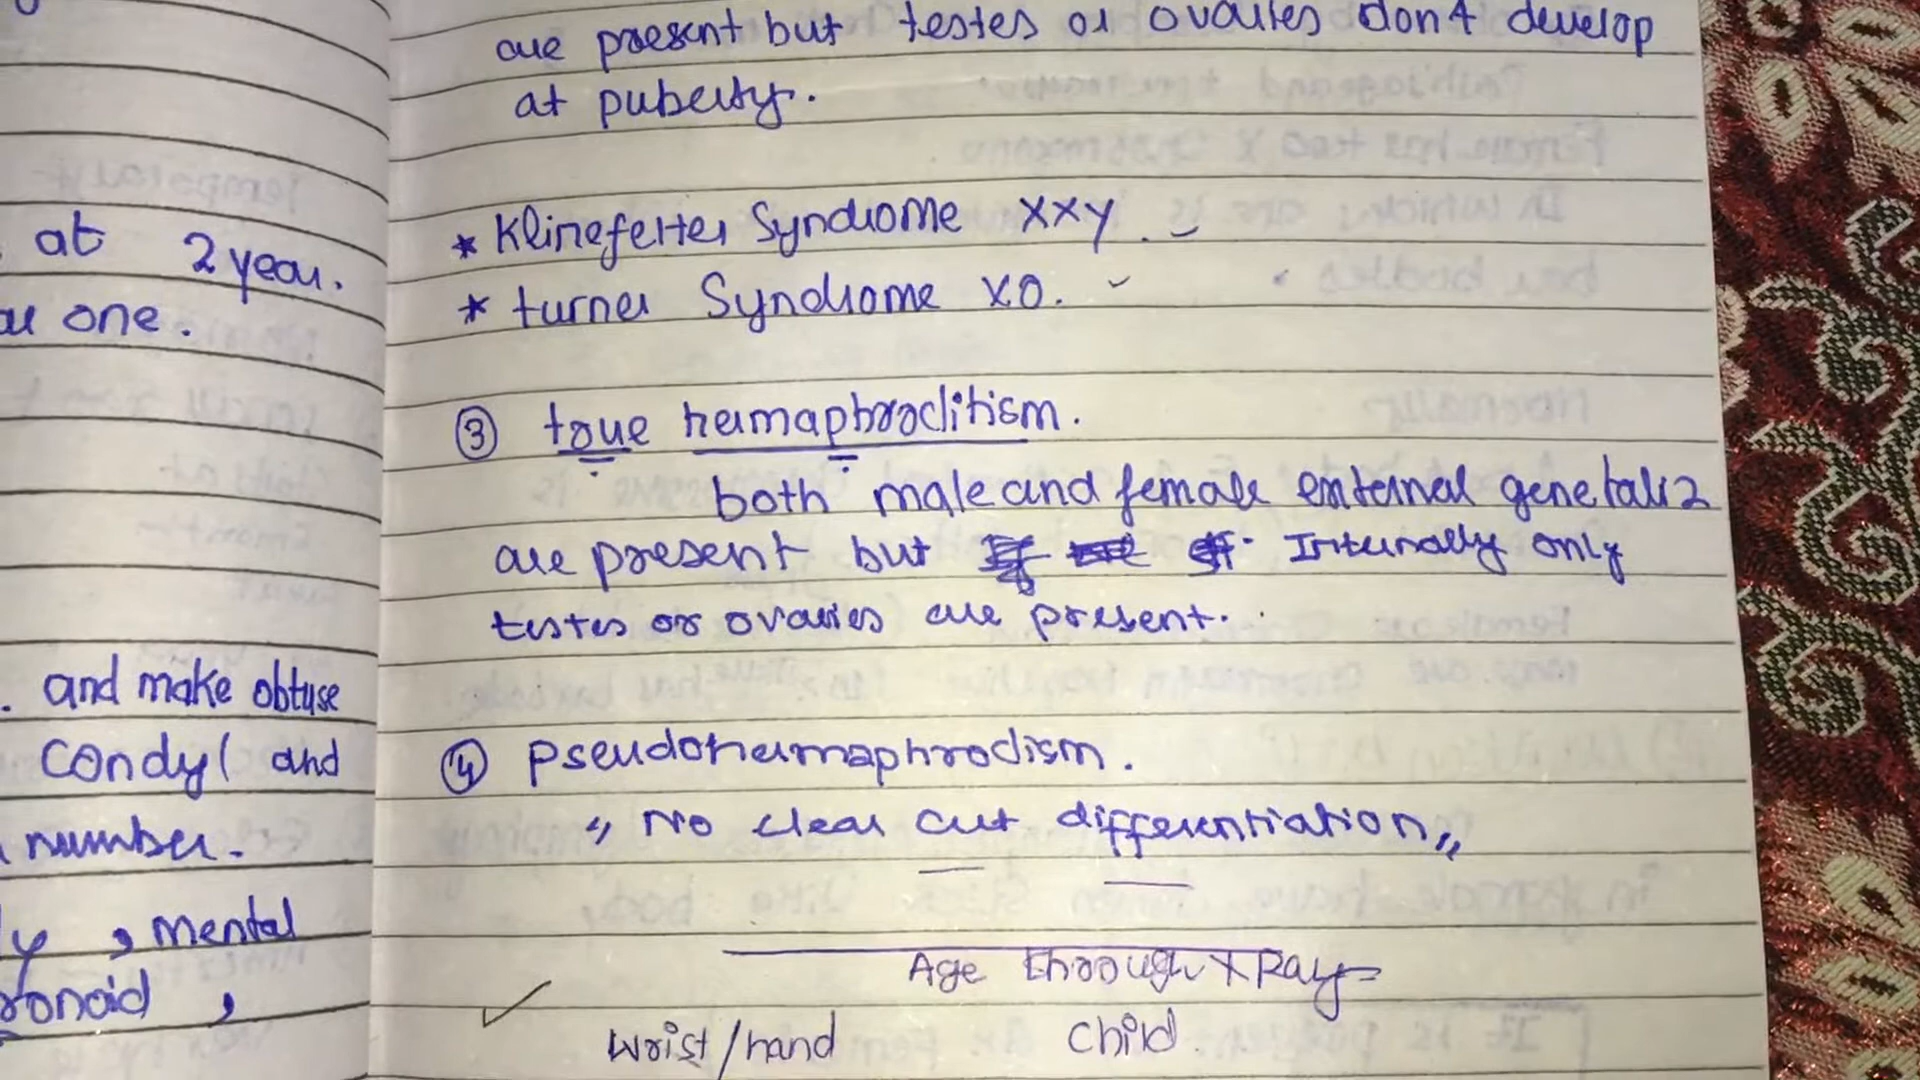 at 2 year.
one.
and make obtuse
Condyl and
number.
, mental
,
are present but testes or ovaries don't develop
at puberty.
* Klinefelter Syndrome XXY.
* turner Syndrome XO.
③ true hermaphroditism.
both male and female external genetalia
are present but Internally only
testes or ovaries are present.
④ Pseudohermaphrodism.
" No clear cut differentiation "
Age through X Ray
Wrist/hand Child